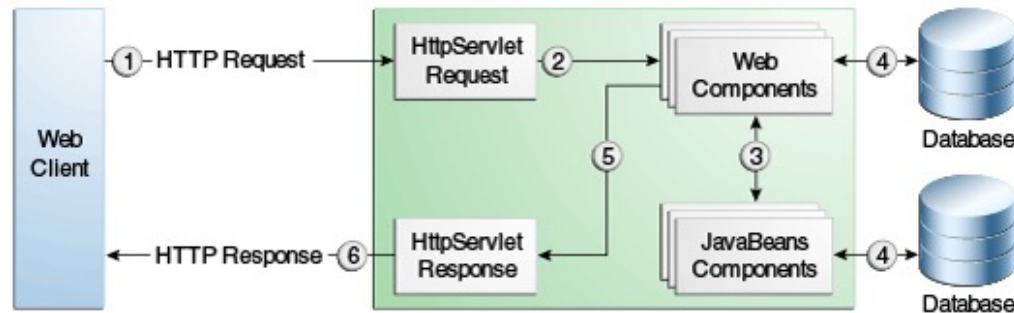 Web
Client
1 HTTP Request
HttpServlet
Request
2
Web
Components
4
Database
5
3
HTTP Response 6
HttpServlet
Response
JavaBeans
Components
4
Database